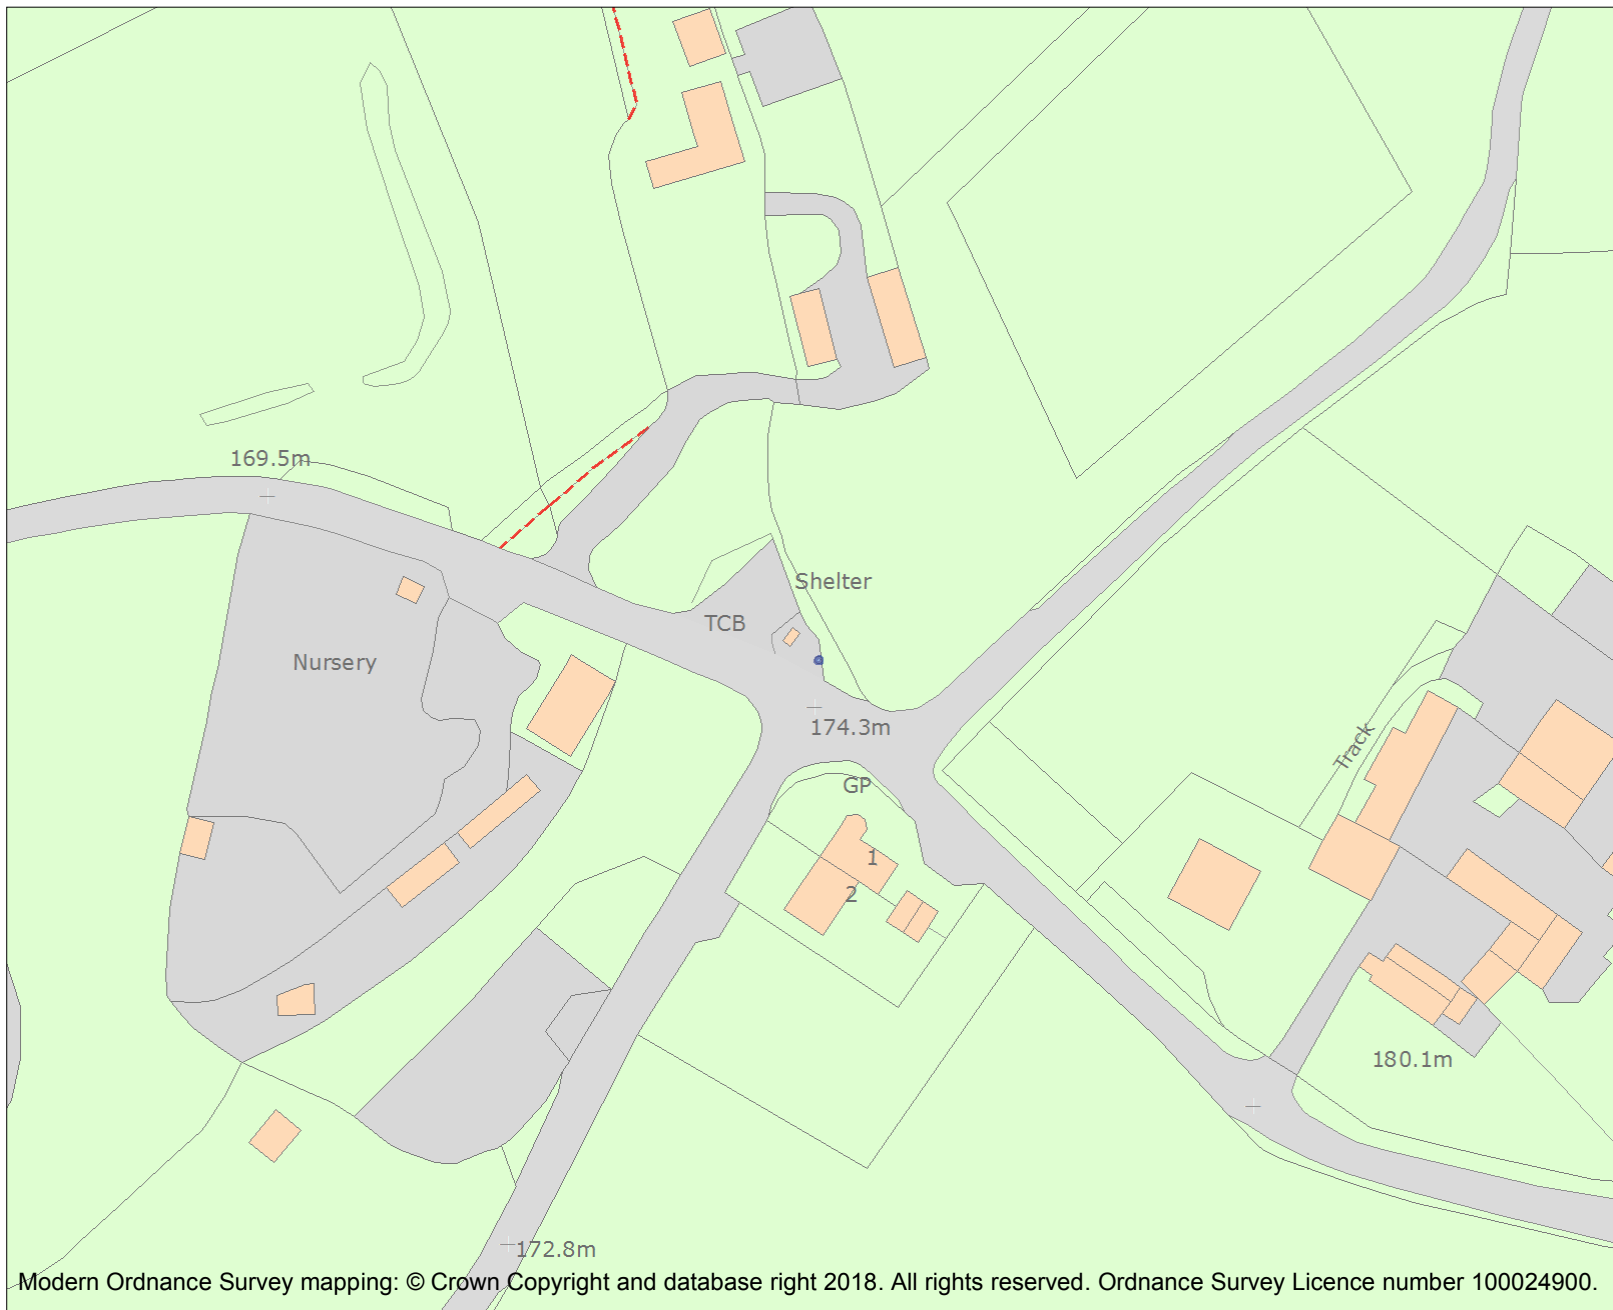 169.5m
Shelter
TCB
Nursery
174.3m
Track
GP
1
2
180.1m
172.8m
Modern Ordnance Survey mapping: © Crown Copyright and database right 2018. All rights reserved. Ordnance Survey Licence number 100024900.